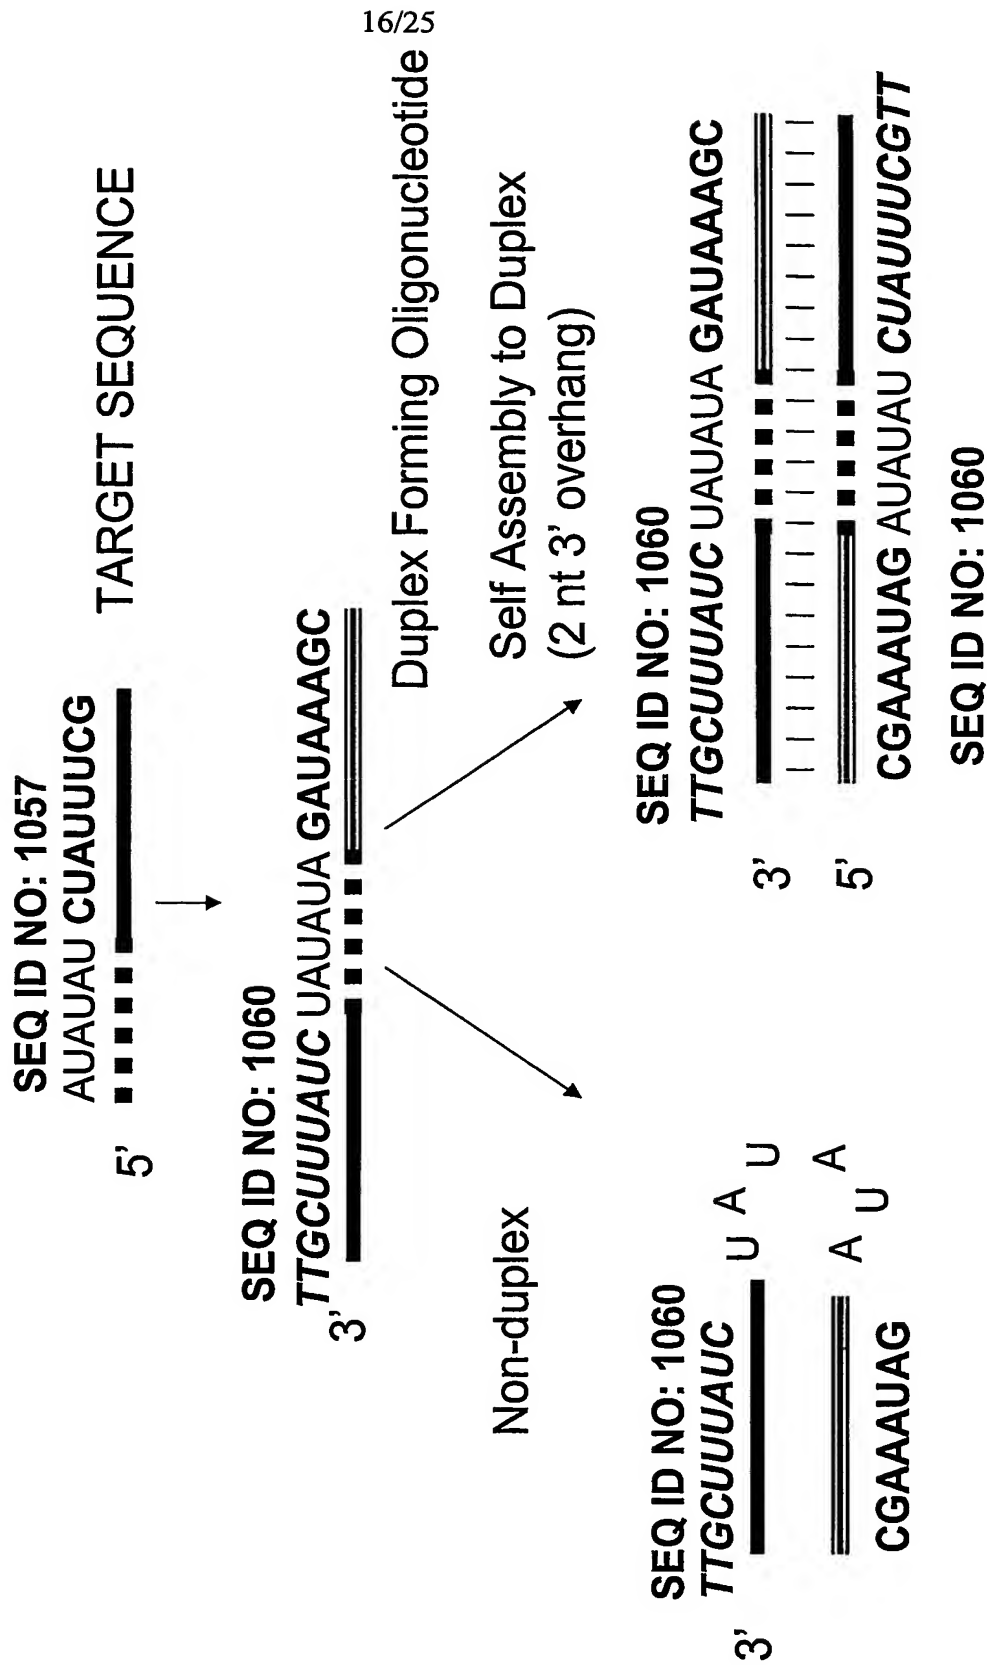 16/25
SEQ ID NO: 1057
AUAUAU CUAUUUCG
5'
TARGET SEQUENCE
SEQ ID NO: 1060
TTGCUUUAUC UAUAUA GAUAAAGC
3'
Duplex Forming Oligonucleotide
Non-duplex
Self Assembly to Duplex
(2 nt 3' overhang)
SEQ ID NO: 1060
TTGCUUUAUC
3'
U
A
U
A
U
A
CGAAAUAG
SEQ ID NO: 1060
TTGCUUUAUC UAUAUA GAUAAAGC
3'
5'
CGAAAUAG AUAUAU CUAUUUCGTT
SEQ ID NO: 1060